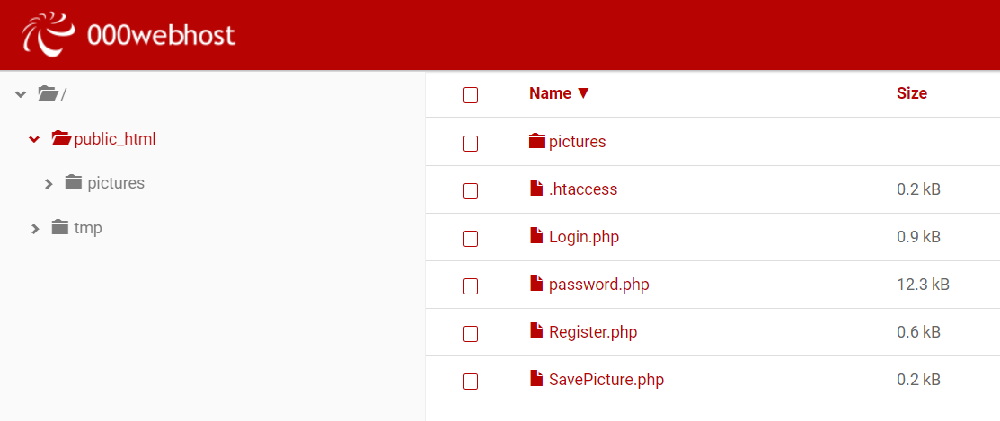 000webhost
/
public_html
pictures
tmp
Name ▼ Size
pictures
.htaccess 0.2 kB
Login.php 0.9 kB
password.php 12.3 kB
Register.php 0.6 kB
SavePicture.php 0.2 kB